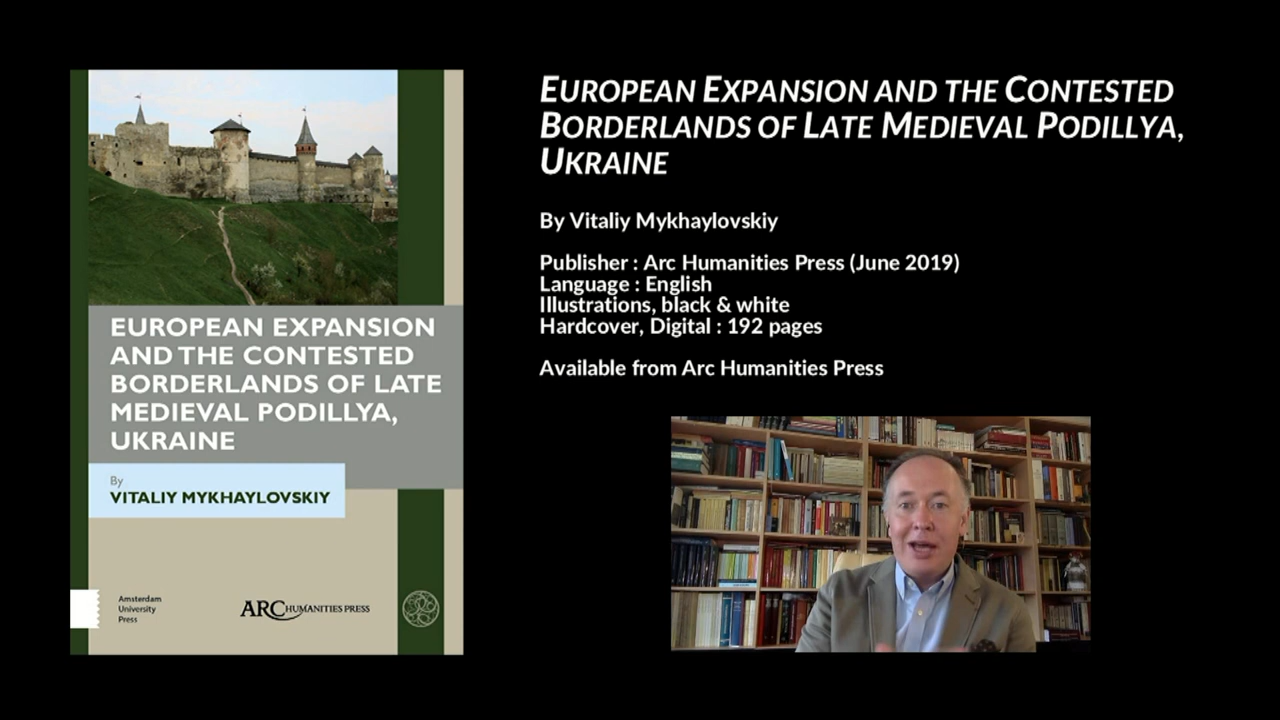 EUROPEAN EXPANSION
AND THE CONTESTED
BORDERLANDS OF LATE
MEDIEVAL PODILLYA,
UKRAINE
By
VITALIY MYKHAYLOVSKIY
Amsterdam
University
Press
ARC HUMANITIES PRESS
EUROPEAN EXPANSION AND THE CONTESTED
BORDERLANDS OF LATE MEDIEVAL PODILLYA,
UKRAINE
By Vitaliy Mykhaylovskiy
Publisher : Arc Humanities Press (June 2019)
Language : English
Illustrations, black & white
Hardcover, Digital : 192 pages
Available from Arc Humanities Press